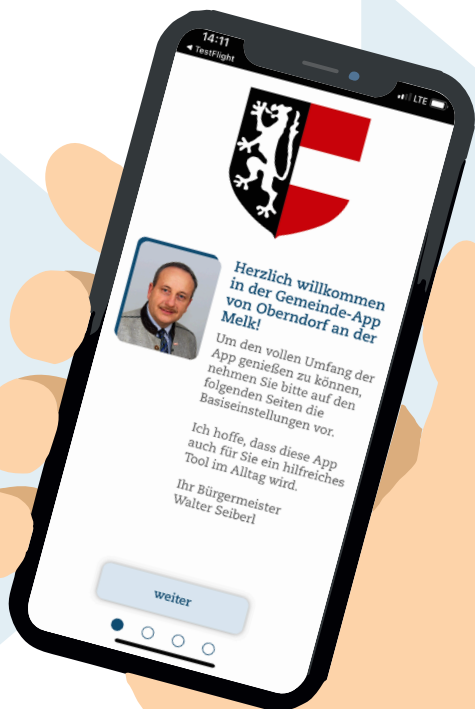 14:11
◀ TestFlight
LTE
Herzlich willkommen
in der Gemeinde-App
von Oberndorf an der
Melk!
Um den vollen Umfang der
App genießen zu können,
nehmen Sie bitte auf den
folgenden Seiten die
Basiseinstellungen vor.
Ich hoffe, dass diese App
auch für Sie ein hilfreiches
Tool im Alltag wird.
Ihr Bürgermeister
Walter Seiberl
weiter